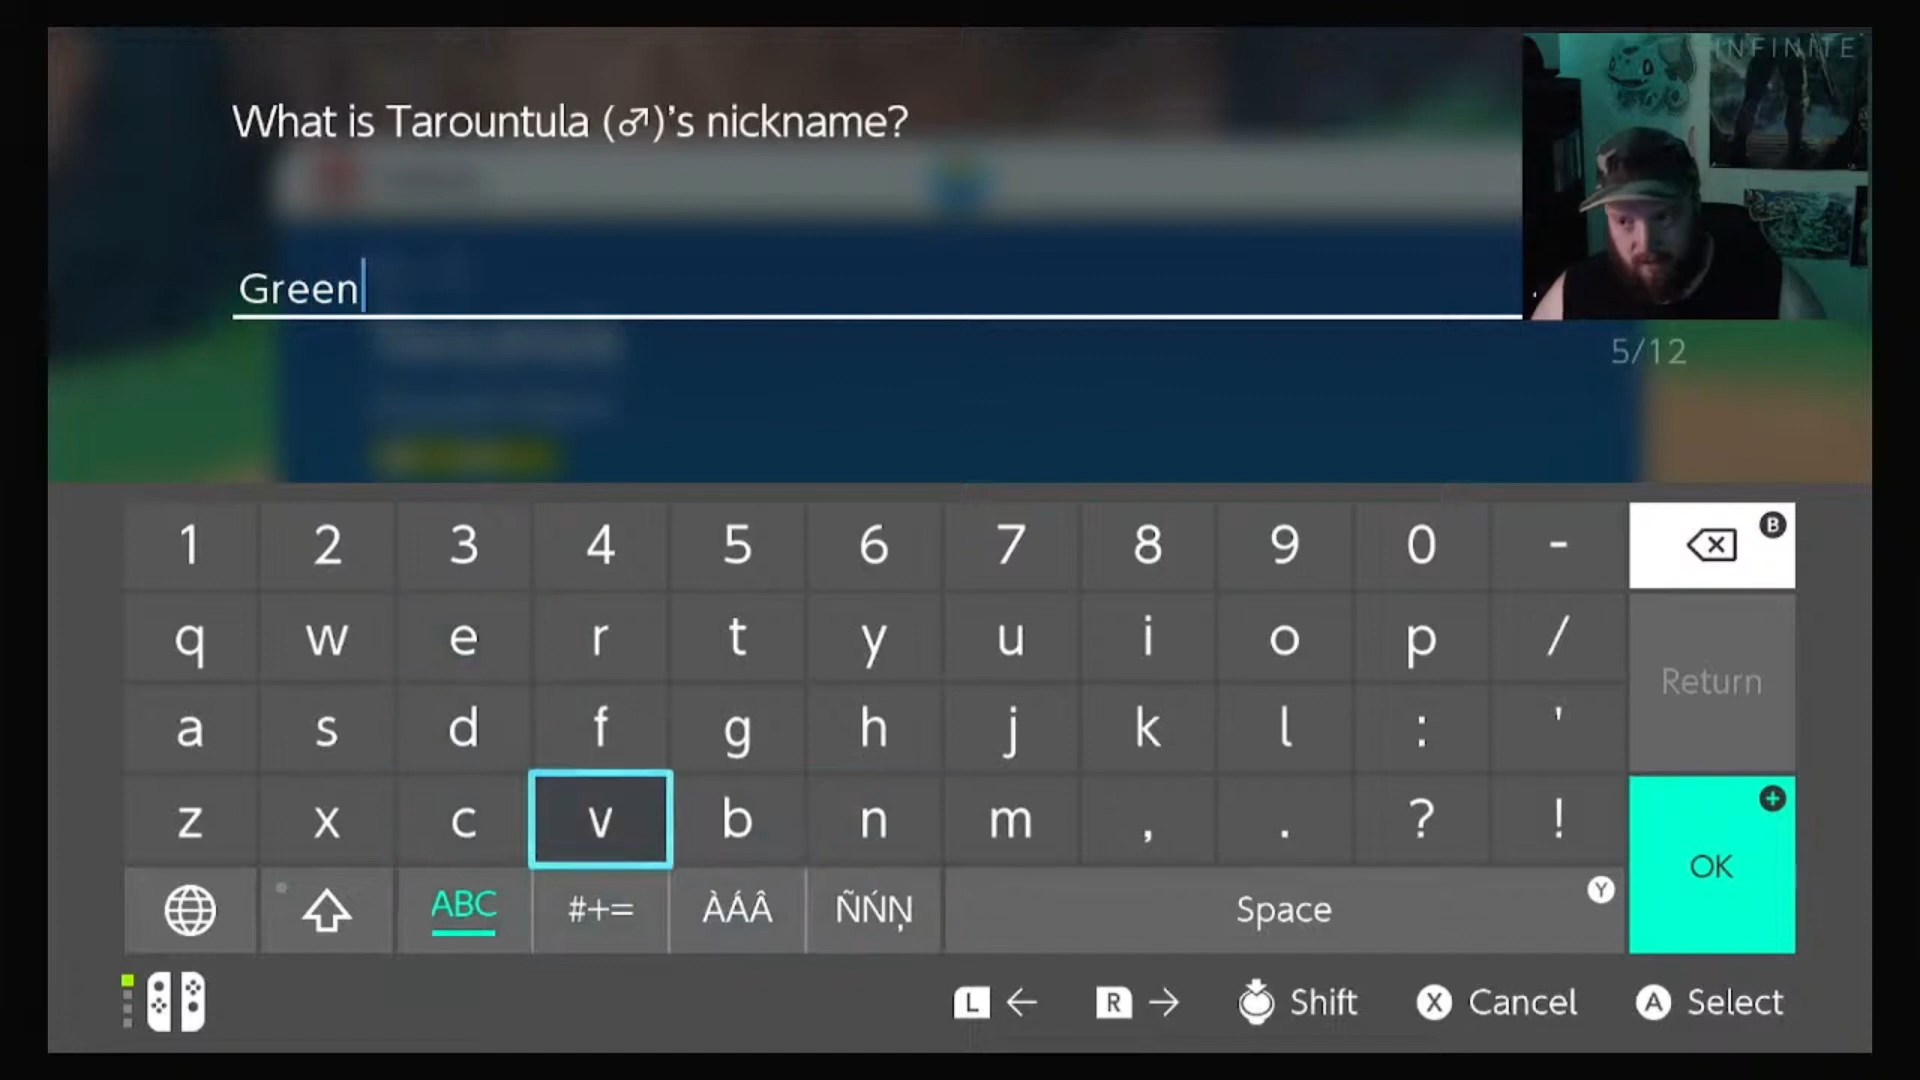 INFINITE
What is Tarountula (♂)'s nickname?
Green
5/12
1 2 3 4 5 6 7 8 9 0 - B
q w e r t y u i o p /
Return
a s d f g h j k l : '
z x c v b n m , . ? ! +
OK
ABC #+= ÀÁÂ ÑŃŅ Space Y
L ← R → Shift X Cancel A Select